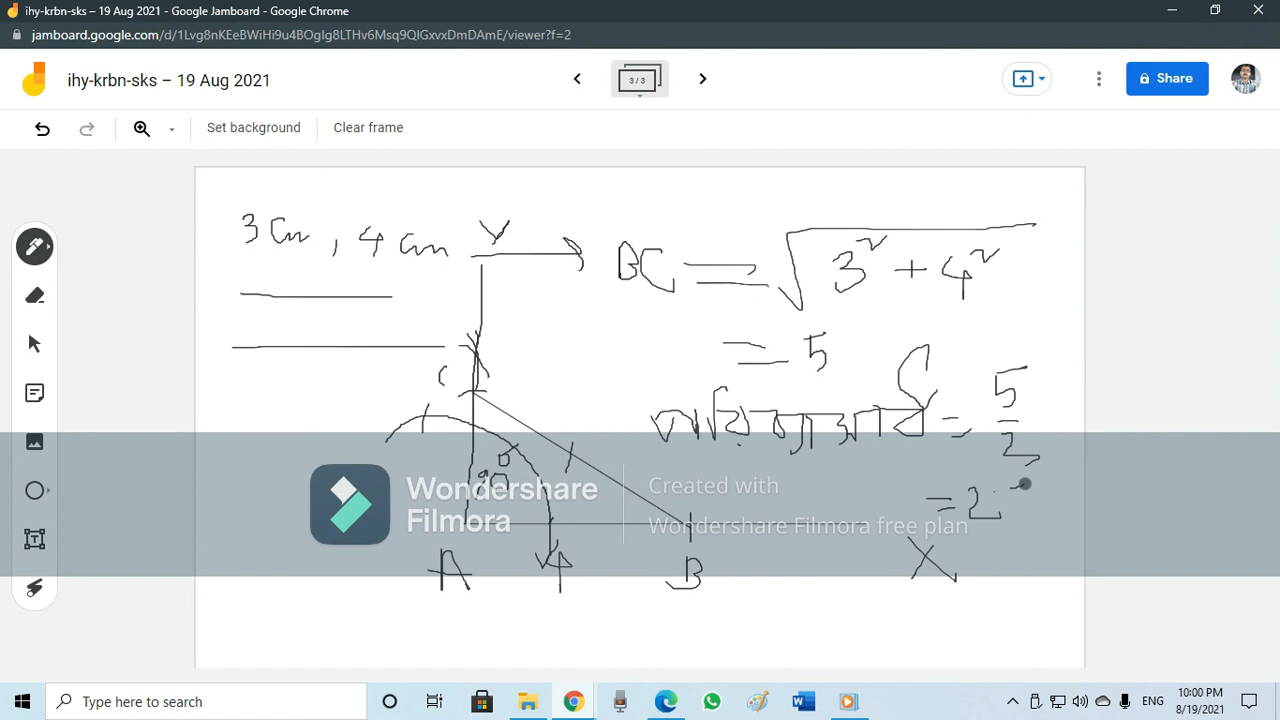 ihy-krbn-sks – 19 Aug 2021 - Google Jamboard - Google Chrome
jamboard.google.com/d/1Lvg8nKEeBWiHi9u4BOgIg8LTHv6Msq9QlGxvxDmDAmE/viewer?f=2
ihy-krbn-sks – 19 Aug 2021
3 / 3
Share
Set background
Clear frame
3 Cm , 4 cm
Y
BC = √3² + 4²
= 5
C
= 5/2
90°
= 2.
A
4
B
X
Wondershare
Filmora
Created with
Wondershare Filmora free plan
Type here to search
ENG
10:00 PM
8/19/2021